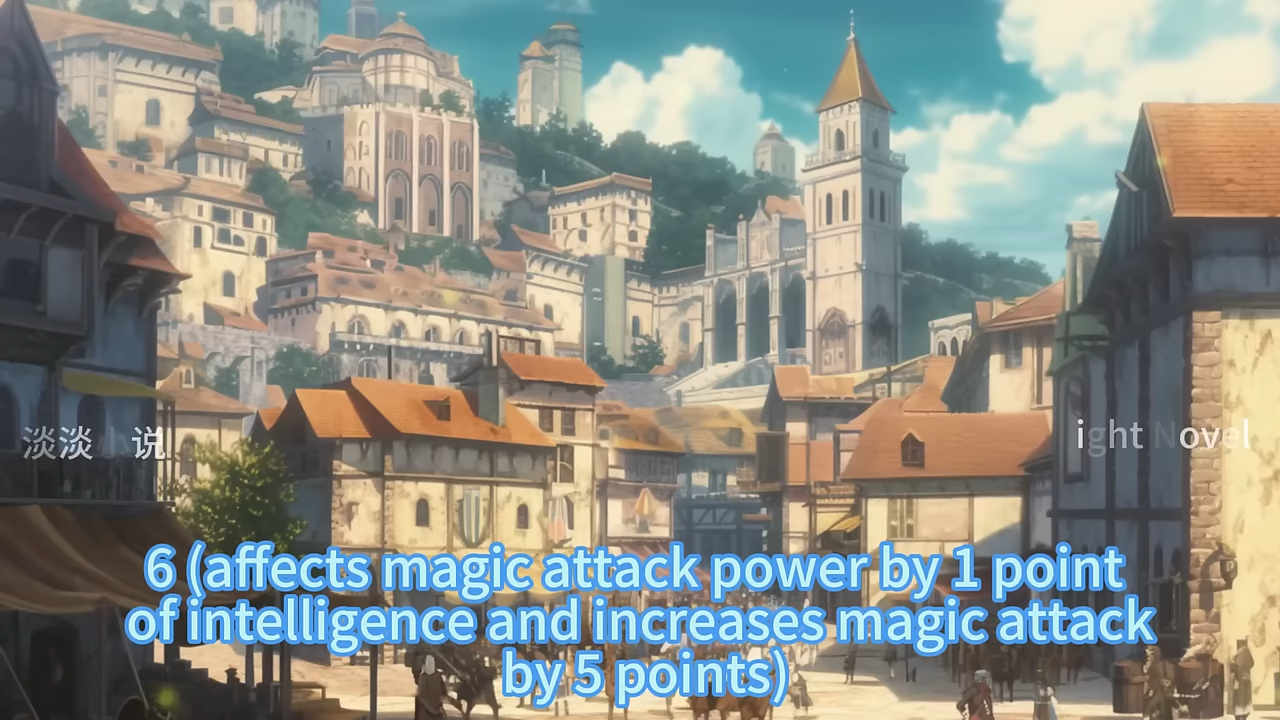 淡淡 说
ight Novel
6 (affects magic attack power by 1 point
of intelligence and increases magic attack
by 5 points)